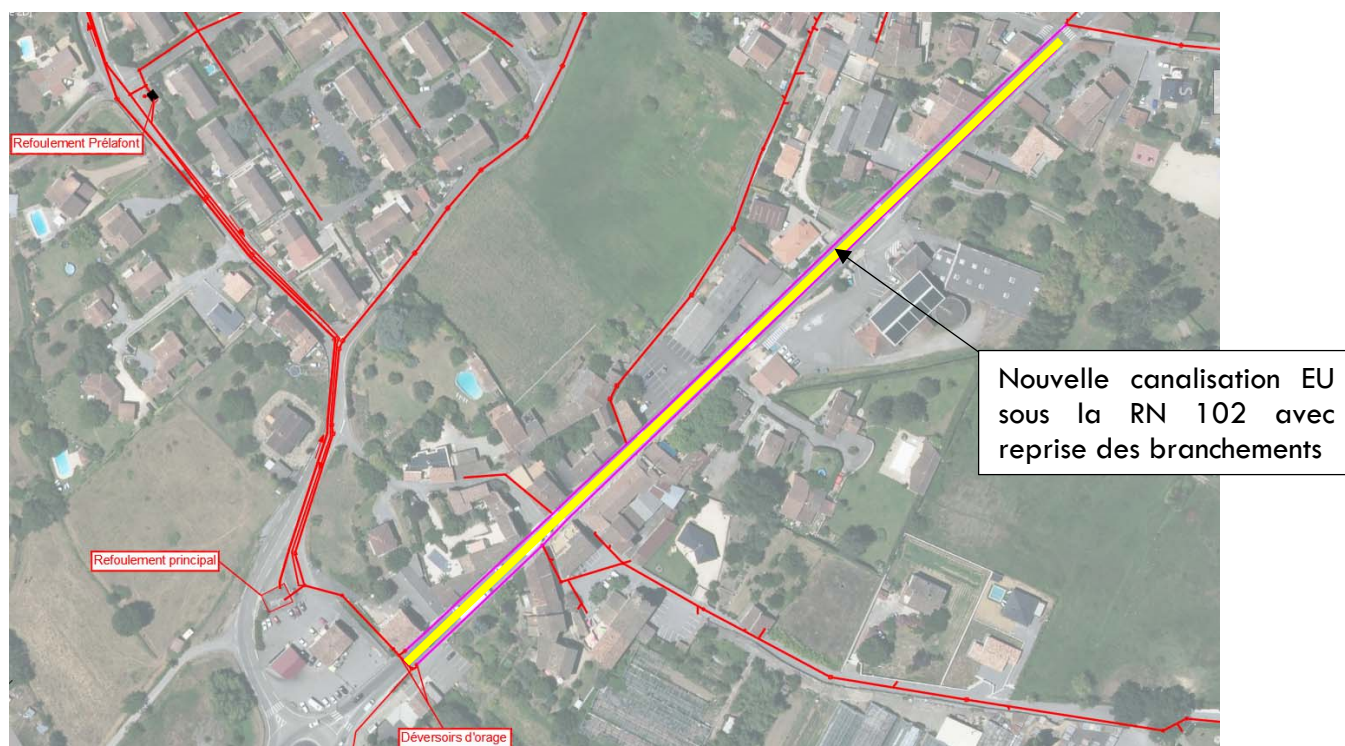 Refoulement Prélafont
Nouvelle canalisation EU
sous la RN 102 avec
reprise des branchements
Refoulement principal
Déversoirs d'orage